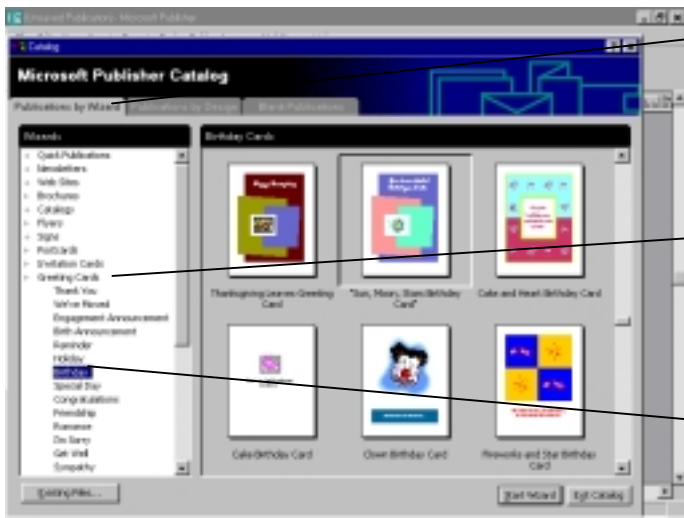 Unsaved Publication - Microsoft Publisher
Catalog
Microsoft Publisher Catalog
Publications by Wizard
Publications by Design
Blank Publications
Wizards
Quick Publications
Newsletters
Web Sites
Brochures
Catalogs
Flyers
Signs
Postcards
Invitation Cards
Greeting Cards
Thank You
We've Moved
Engagement Announcement
Birth Announcement
Reminder
Holiday
Birthday
Special Day
Congratulations
Friendship
Romance
I'm Sorry
Get Well
Sympathy
Birthday Cards
Thanksgiving Leaves Greeting
Card
"Sun, Moon, Stars Birthday
Card"
Cake and Heart Birthday Card
Cake Birthday Card
Clown Birthday Card
Fireworks and Star Birthday
Card
Existing Files...
Start Wizard
Exit Catalog